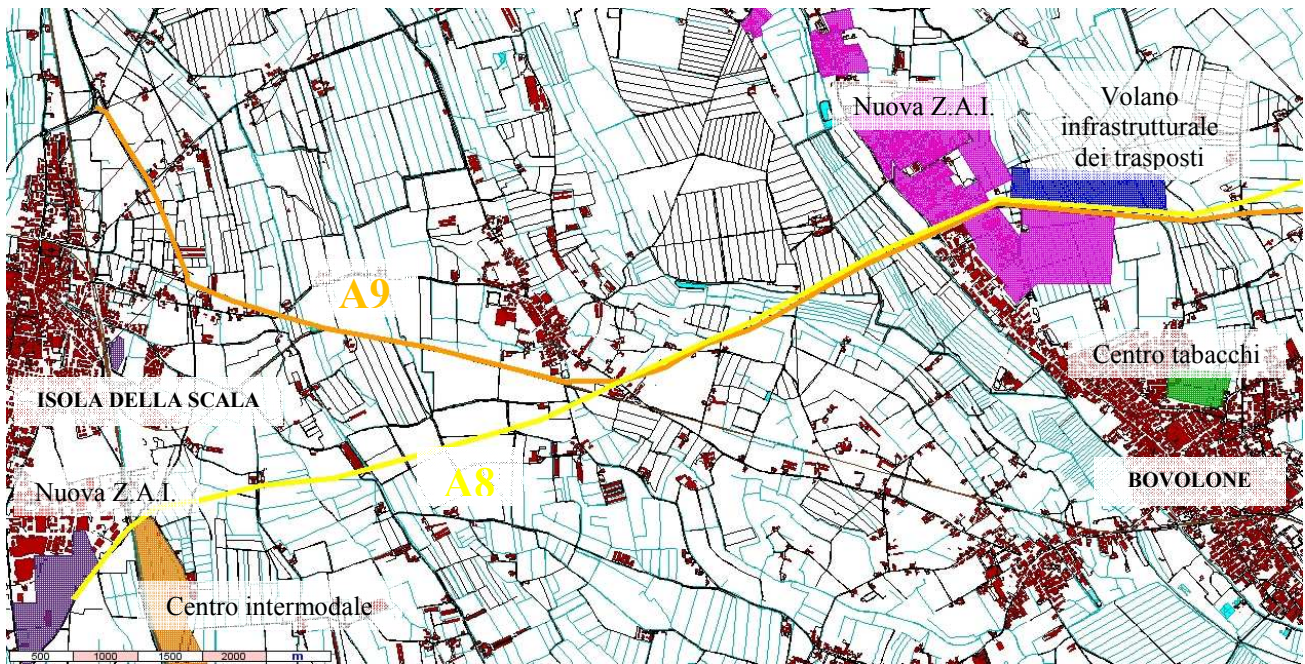 Nuova Z.A.I.
Volano
infrastrutturale
dei trasposti
A9
Centro tabacchi
ISOLA DELLA SCALA
A8
BOVOLONE
Nuova Z.A.I.
Centro intermodale
500 1000 1500 2000 m